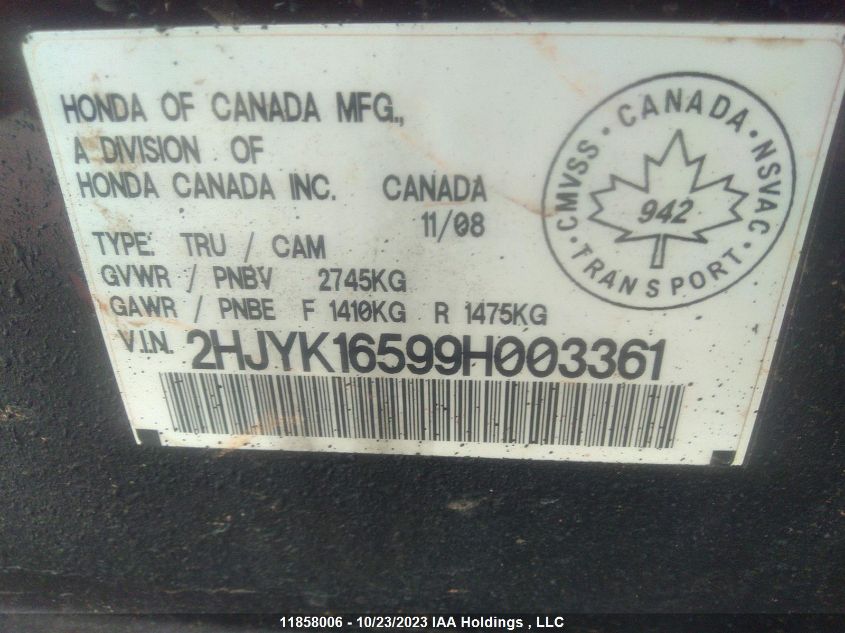 HONDA OF CANADA MFG.,
A DIVISION OF
HONDA CANADA INC. CANADA
11/08
TYPE: TRU / CAM
GVWR / PNBV 2745KG
GAWR / PNBE F 1410KG R 1475KG
V.I.N. 2HJYK16599H003361
CMVSS · CANADA · NSVAC · TRANSPORT ·
942
11858006 - 10/23/2023 IAA Holdings , LLC